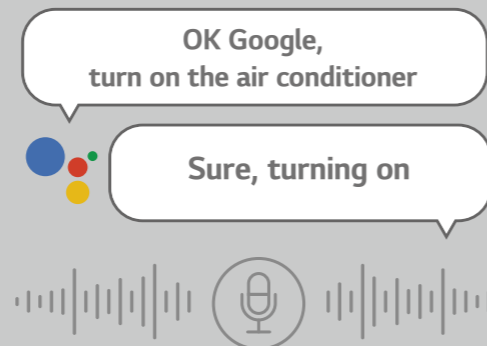 OK Google,
turn on the air conditioner
Sure, turning on